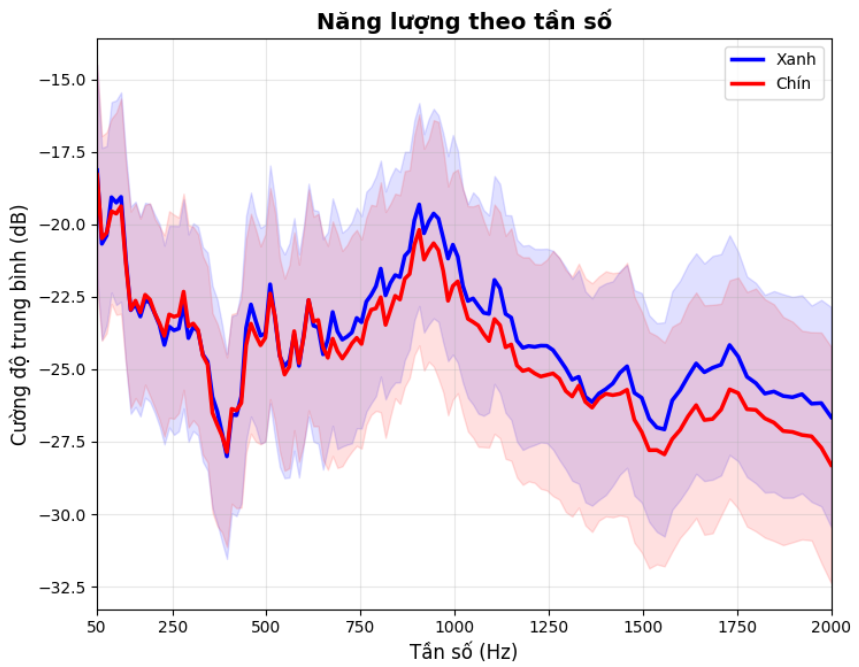 Năng lượng theo tần số
Xanh
Chín
−15.0
−17.5
−20.0
−22.5
−25.0
−27.5
−30.0
−32.5
Cường độ trung bình (dB)
50 250 500 750 1000 1250 1500 1750 2000
Tần số (Hz)